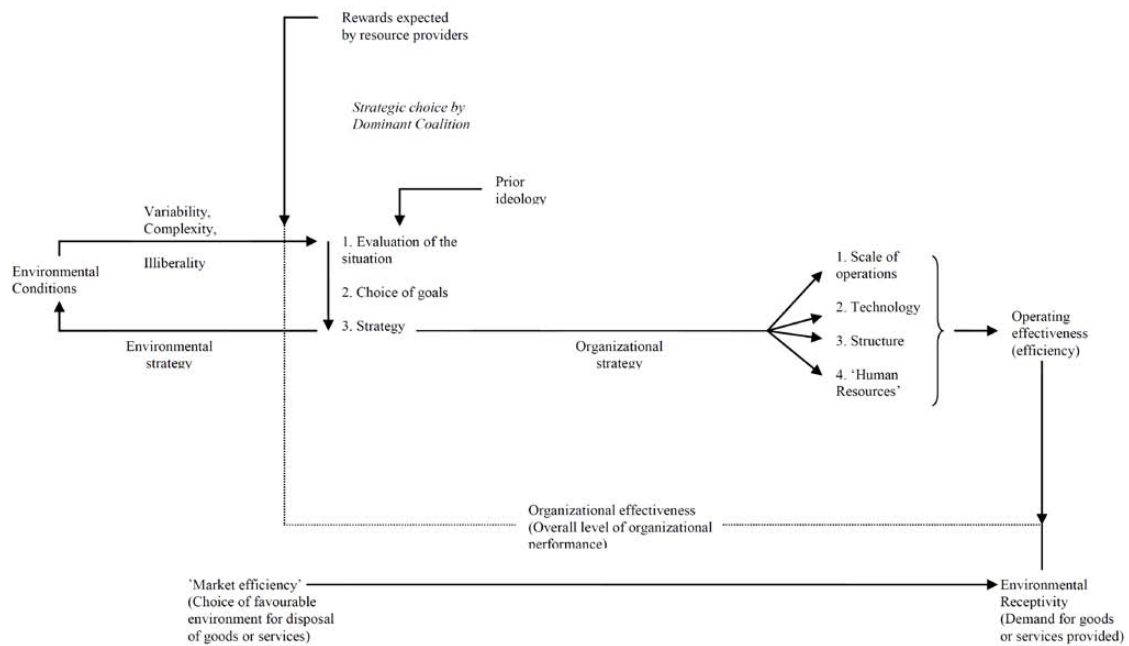 Rewards expected
by resource providers
Strategic choice by
Dominant Coalition
Prior
ideology
Variability,
Complexity,
Illiberality
1. Evaluation of the
situation
2. Choice of goals
3. Strategy
Environmental
Conditions
Environmental
strategy
Organizational
strategy
1. Scale of
operations
2. Technology
3. Structure
4. ‘Human
Resources’
Operating
effectiveness
(efficiency)
Organizational effectiveness
(Overall level of organizational
performance)
‘Market efficiency’
(Choice of favourable
environment for disposal
of goods or services)
Environmental
Receptivity
(Demand for goods
or services provided)